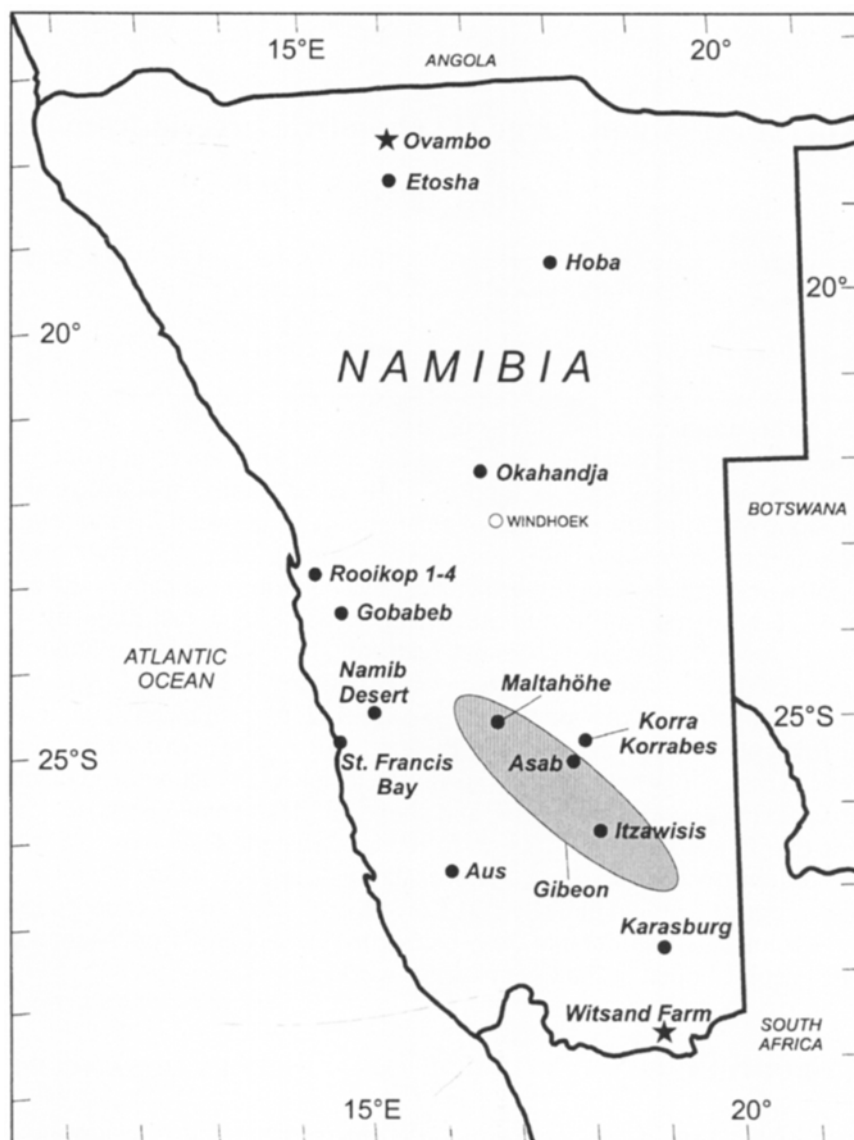 15°E
20°
ANGOLA
Ovambo
Etosha
Hoba
20°
20°
NAMIBIA
Okahandja
WINDHOEK
BOTSWANA
Rooikop 1-4
Gobabeb
ATLANTIC
OCEAN
Namib
Desert
Maltahöhe
Korra
Korrabes
25°S
25°S
St. Francis
Bay
Asab
Itzawisis
Aus
Gibeon
Karasburg
Witsand Farm
SOUTH
AFRICA
15°E
20°